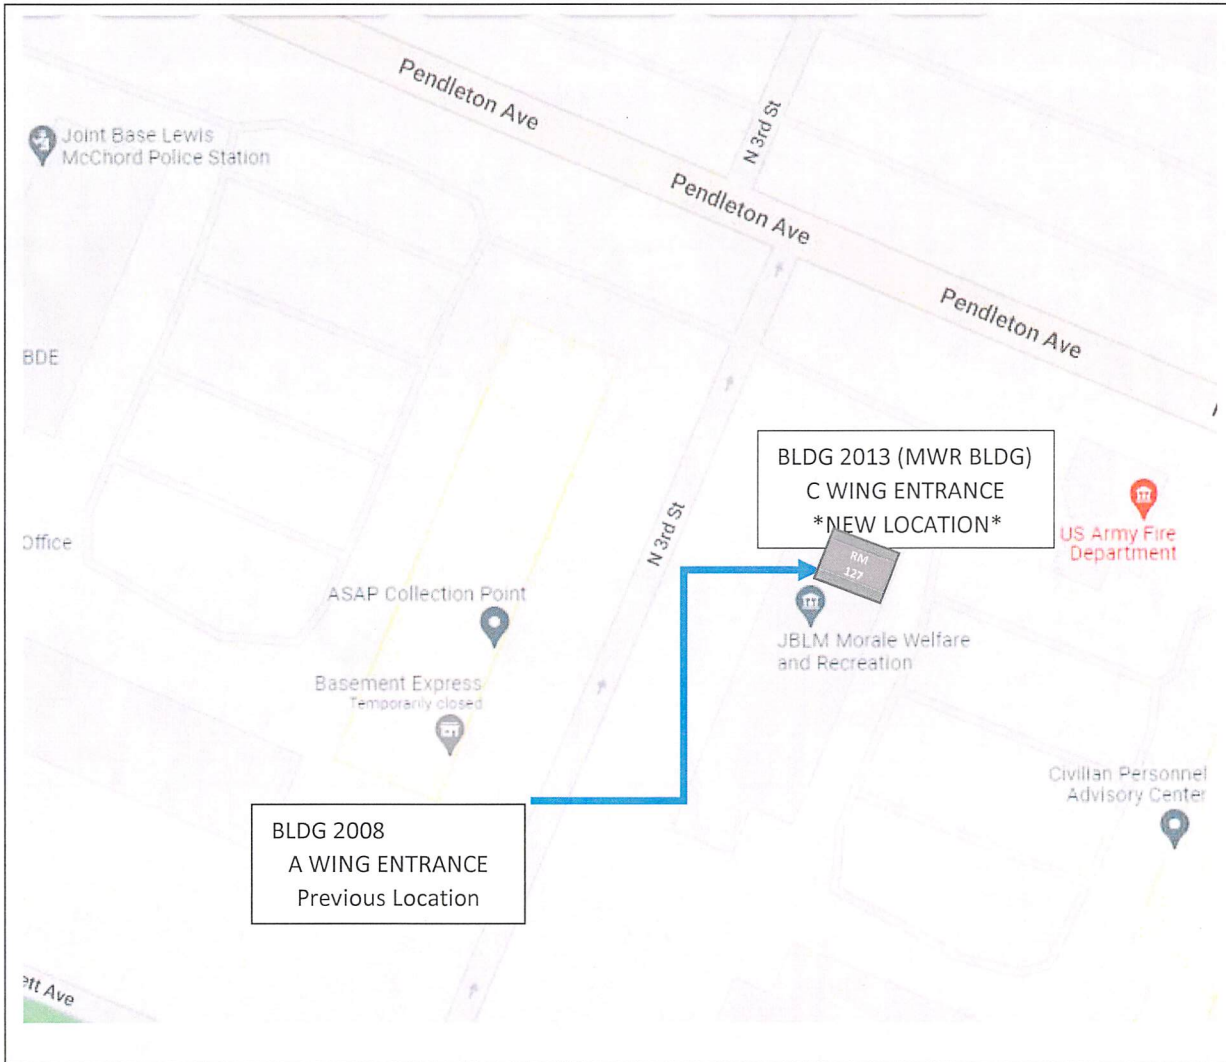 Pendleton Ave
N 3rd St
Joint Base Lewis
McChord Police Station
Pendleton Ave
Pendleton Ave
BDE
BLDG 2013 (MWR BLDG)
C WING ENTRANCE
*NEW LOCATION*
US Army Fire
Department
N 3rd St
Office
RM
127
ASAP Collection Point
JBLM Morale Welfare
and Recreation
Basement Express
Temporarily closed
Civilian Personnel
Advisory Center
BLDG 2008
A WING ENTRANCE
Previous Location
ett Ave